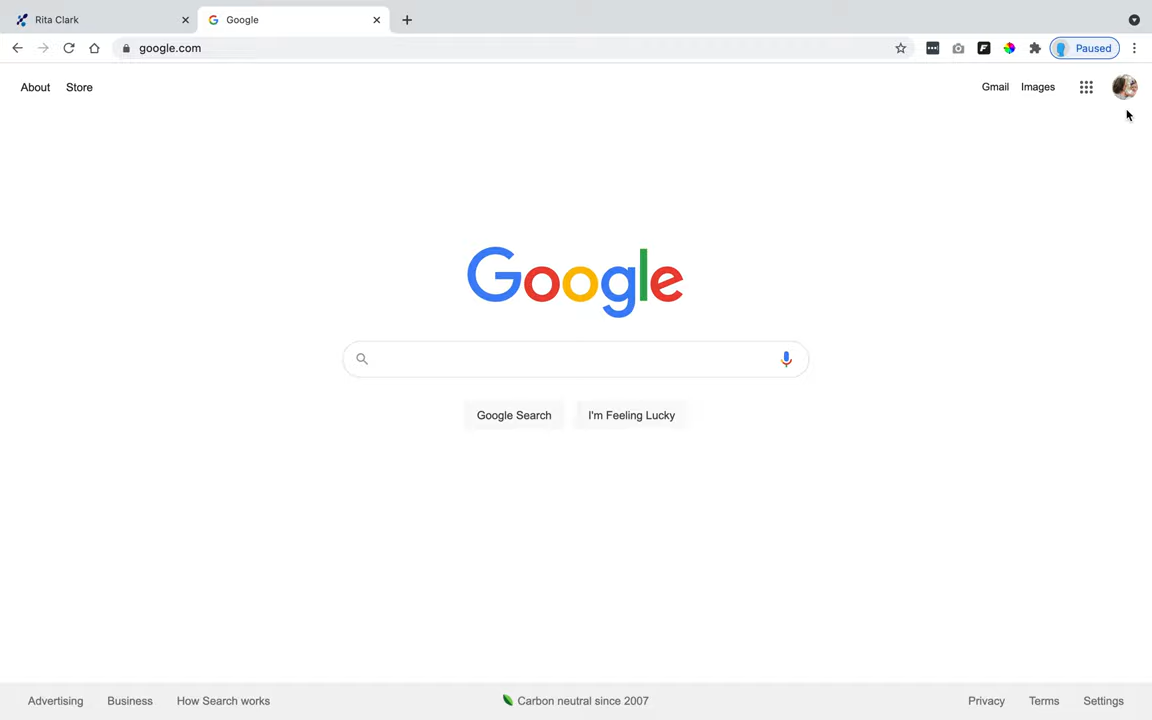 Rita Clark
Google
google.com
Paused
About Store
Gmail Images
Google
Google Search I'm Feeling Lucky
Advertising Business How Search works
Carbon neutral since 2007
Privacy Terms Settings